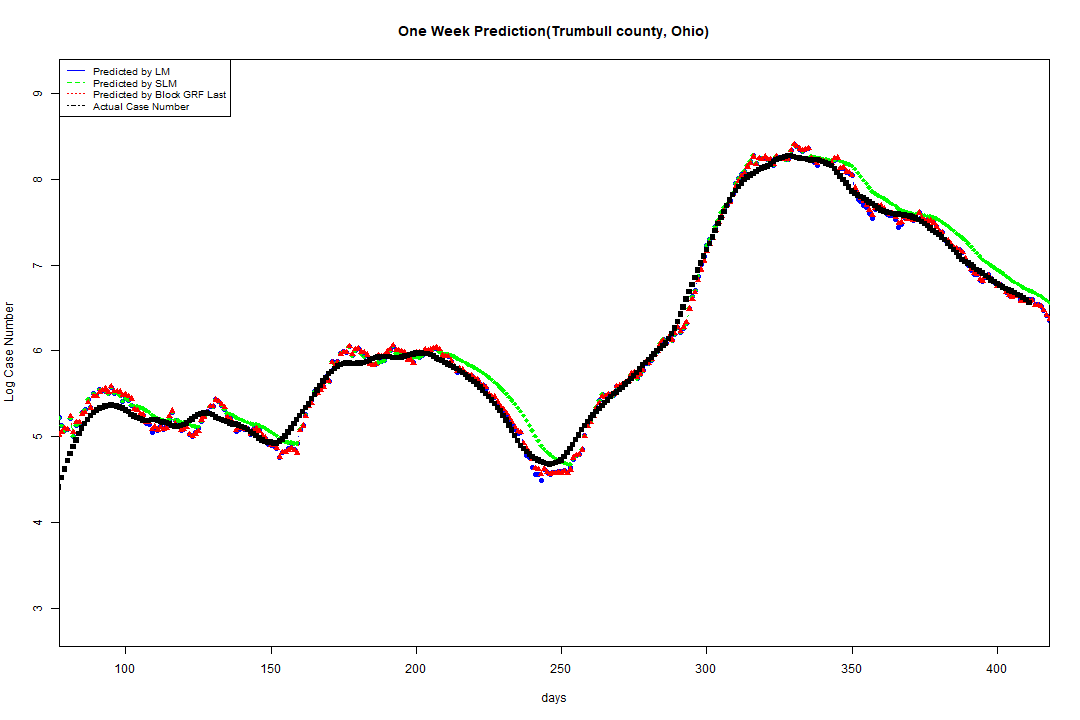 One Week Prediction(Trumbull county, Ohio)
Predicted by LM
Predicted by SLM
Predicted by Block GRF Last
Actual Case Number
9
8
7
6
5
4
3
Log Case Number
100 150 200 250 300 350 400
days